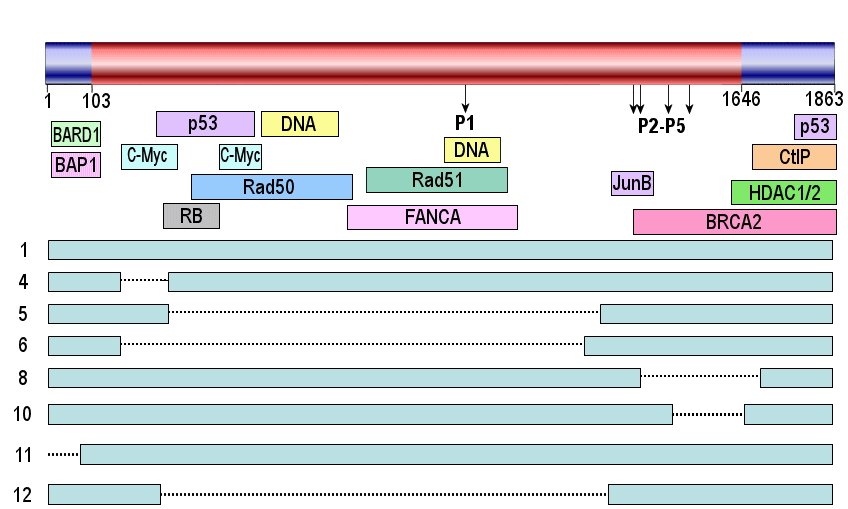 1 103 1646 1863
P1
P2-P5
BARD1 p53 DNA p53
BAP1 C-Myc C-Myc DNA CtIP
Rad50 Rad51 JunB HDAC1/2
RB FANCA BRCA2
1
4
5
6
8
10
11
12